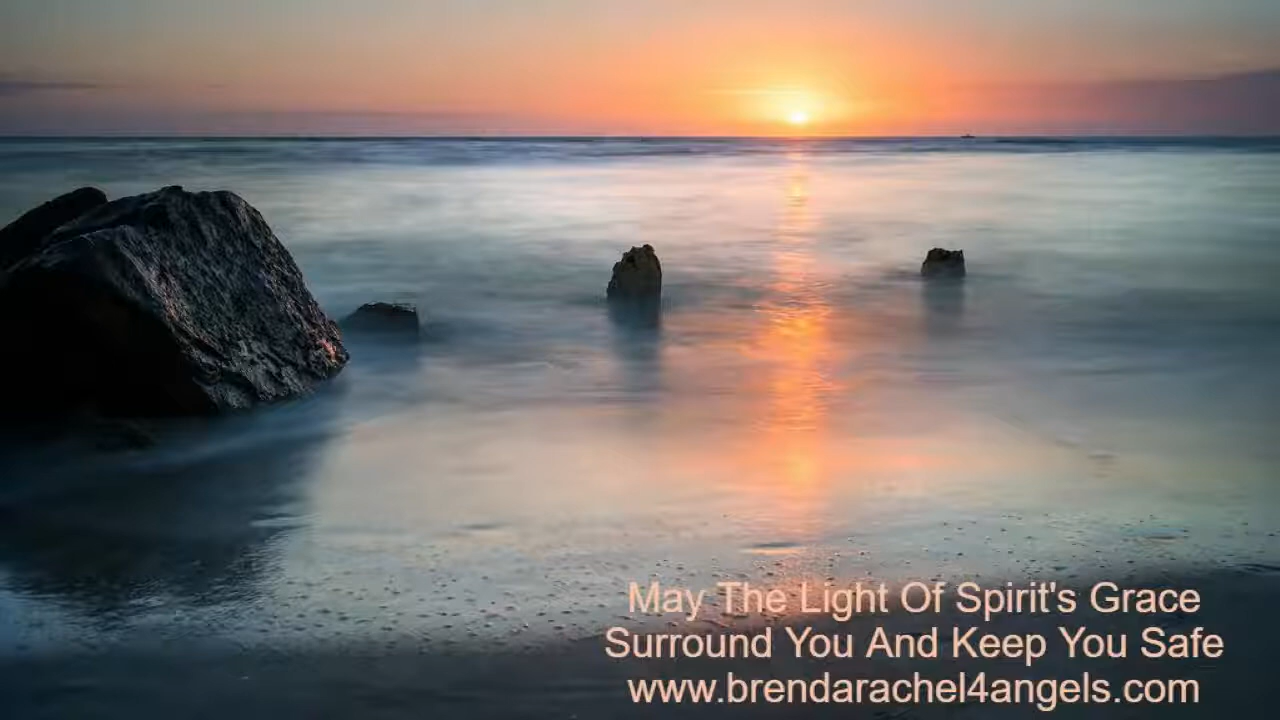 May The Light Of Spirit's Grace
Surround You And Keep You Safe
www.brendarachel4angels.com